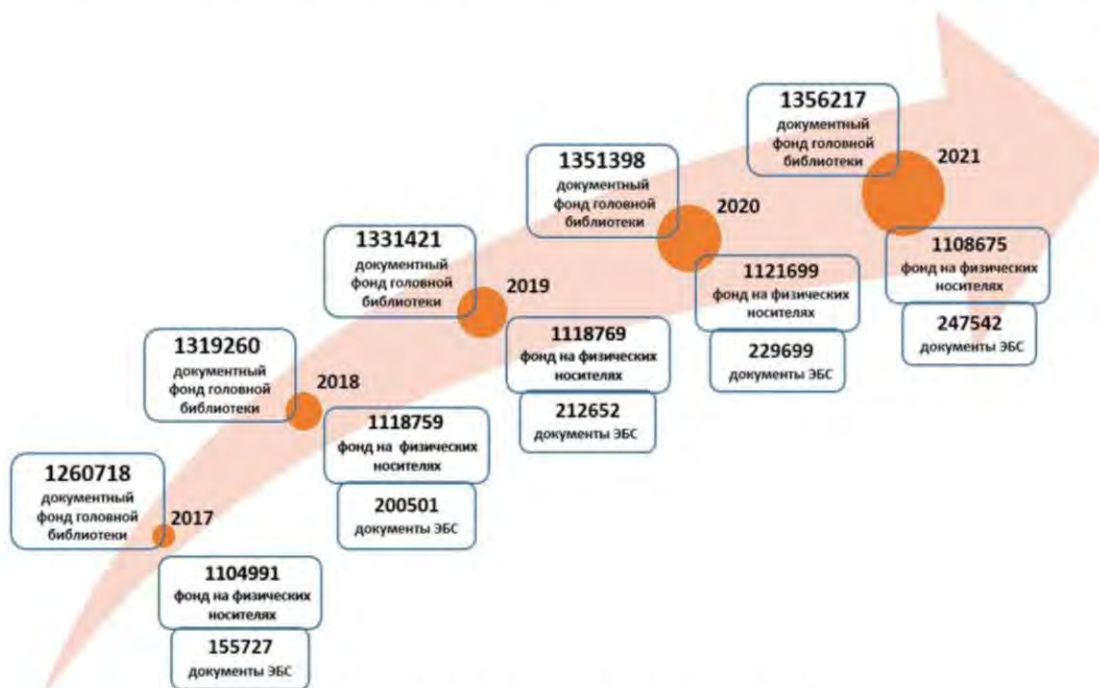 1260718
документный
фонд головной
библиотеки
2017
1104991
фонд на физических
носителях
155727
документы ЭБС
1319260
документный
фонд головной
библиотеки
2018
1118759
фонд на физических
носителях
200501
документы ЭБС
1331421
документный
фонд головной
библиотеки
2019
1118769
фонд на физических
носителях
212652
документы ЭБС
1351398
документный
фонд головной
библиотеки
2020
1121699
фонд на физических
носителях
229699
документы ЭБС
1356217
документный
фонд головной
библиотеки
2021
1108675
фонд на физических
носителях
247542
документы ЭБС